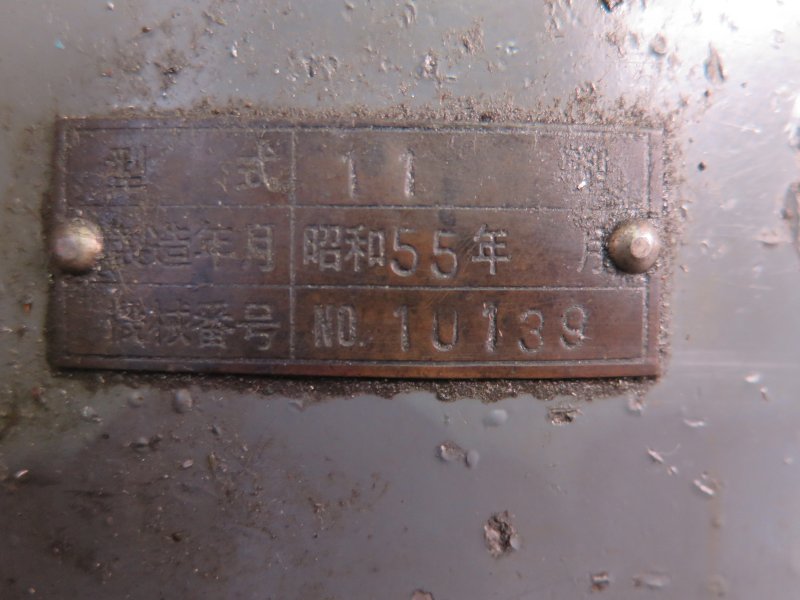 型式 11 型
製造年月 昭和55年 月
機械番号 NO. 10139